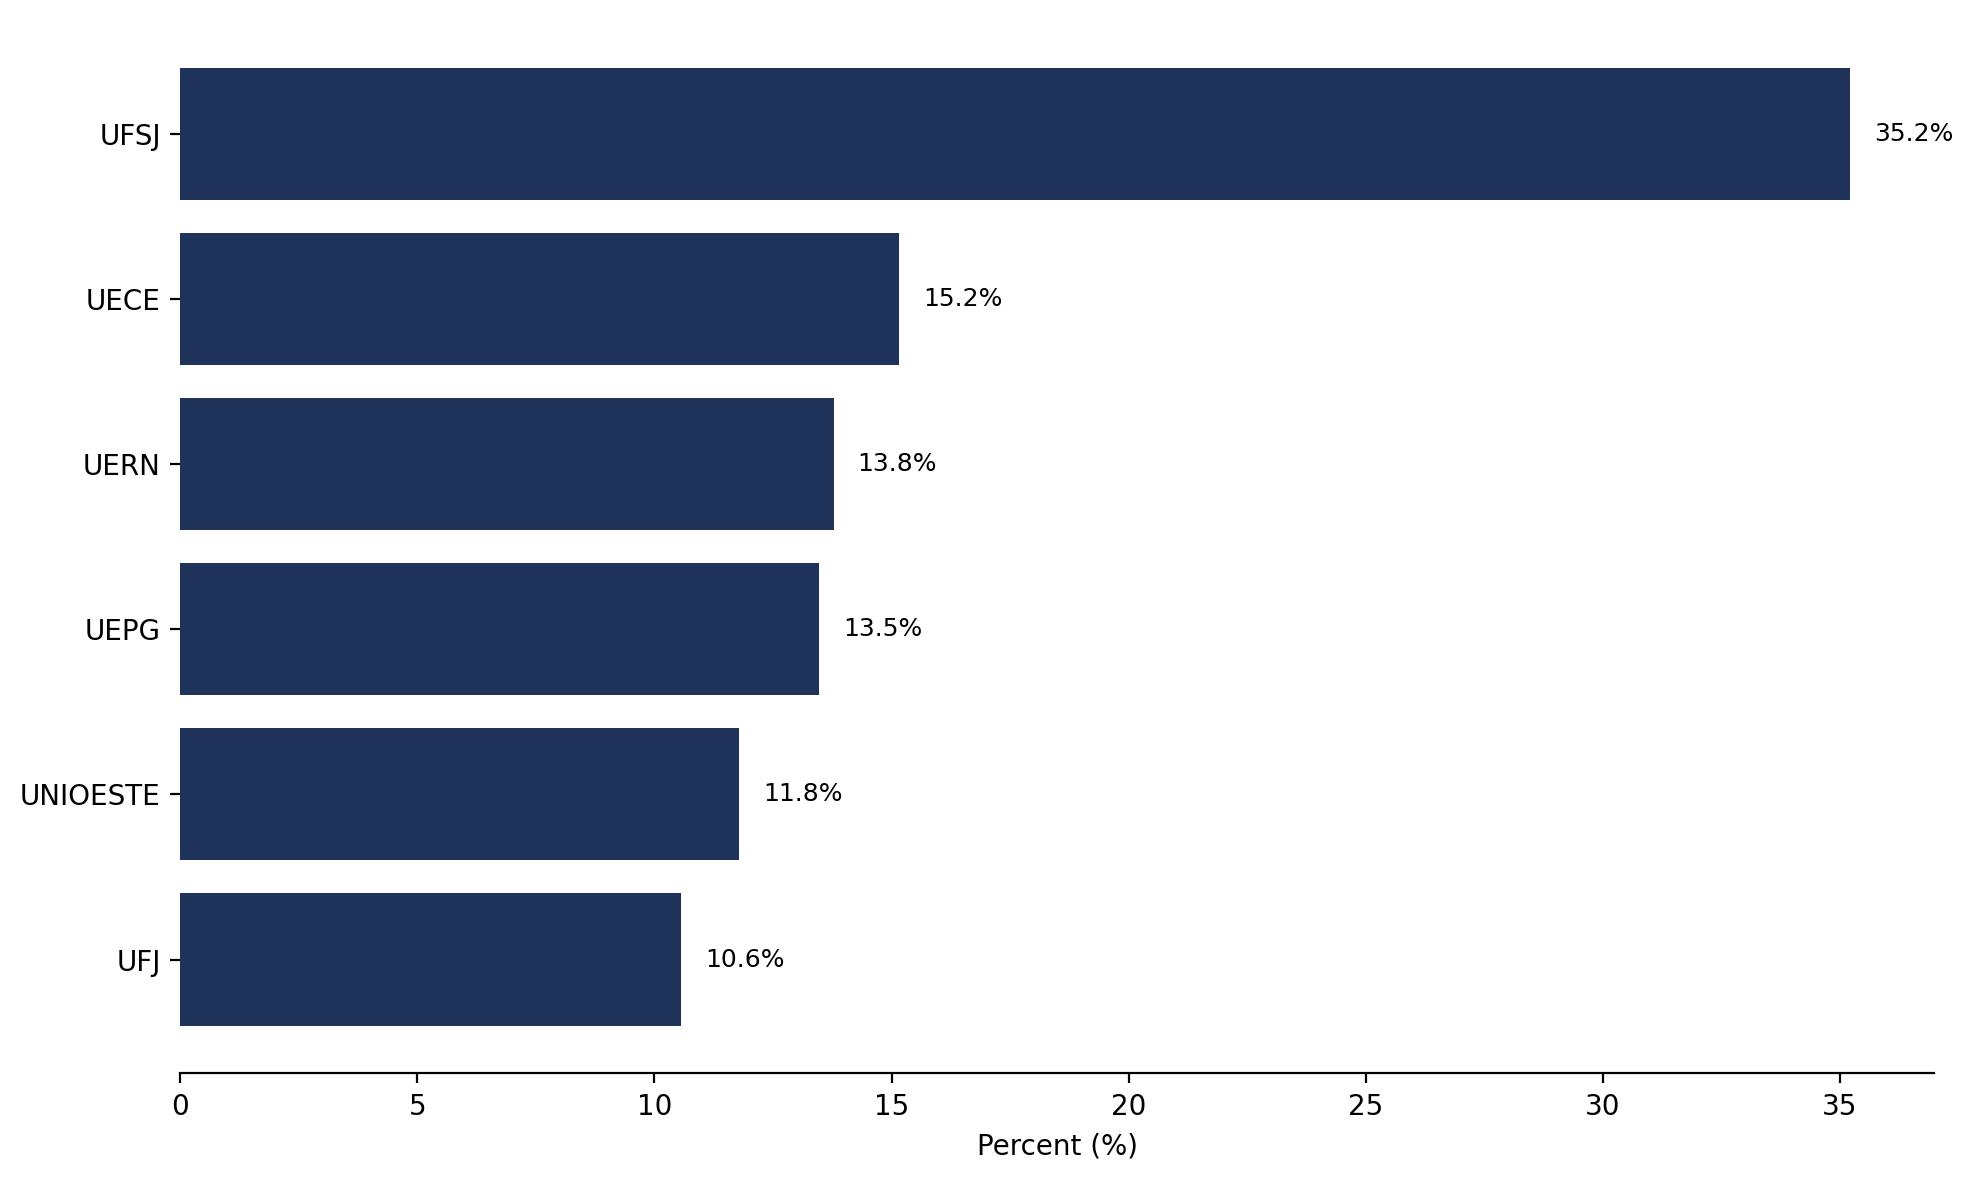 UFSJ
35.2%
UECE
15.2%
UERN
13.8%
UEPG
13.5%
UNIOESTE
11.8%
UFJ
10.6%
0 5 10 15 20 25 30 35
Percent (%)